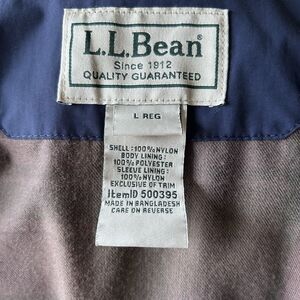 L.L.Bean®
Since 1912
QUALITY GUARANTEED
L REG
SHELL: 100% NYLON
BODY LINING:
100% POLYESTER
SLEEVE LINING:
100% NYLON
EXCLUSIVE OF TRIM
ItemID 500395
MADE IN BANGLADESH
CARE ON REVERSE